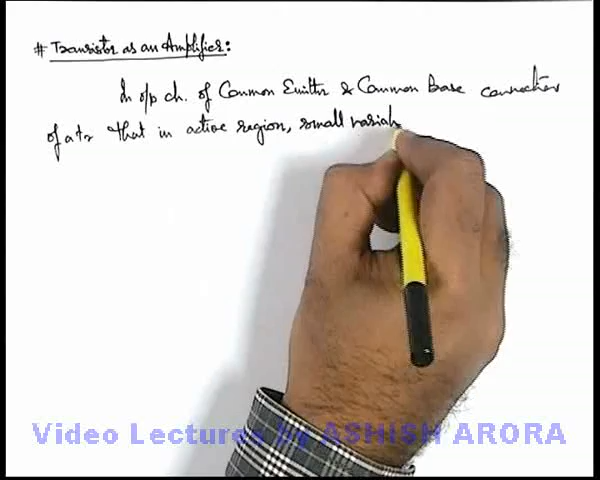 # Transistor as an Amplifier:
In o/p ch. of Common Emitter & Common Base connection
of a tr that in active region, small variab
Video Lectures by ASHISH ARORA